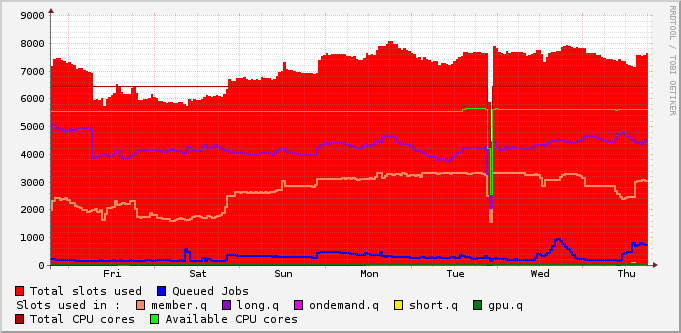 9000
8000
7000
6000
5000
4000
3000
2000
1000
0
Fri Sat Sun Mon Tue Wed Thu
RRDTOOL / TOBI OETIKER
Total slots used Queued Jobs
Slots used in : member.q long.q ondemand.q short.q gpu.q
Total CPU cores Available CPU cores